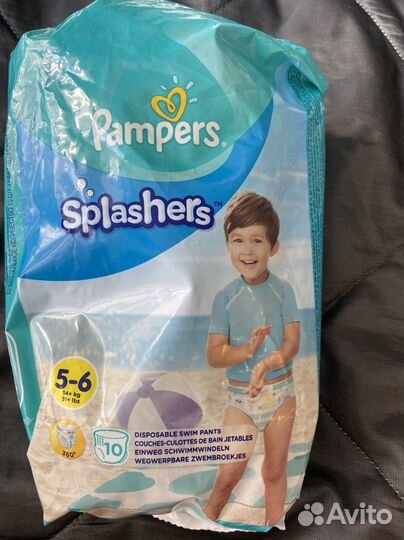 Pampers
Splashers™
5-6
14+ kg
31+ lbs
360°
10
DISPOSABLE SWIM PANTS
COUCHES-CULOTTES DE BAIN JETABLES
EINWEG SCHWIMMWINDELN
WEGWERPBARE ZWEMBROEKJES
Avito